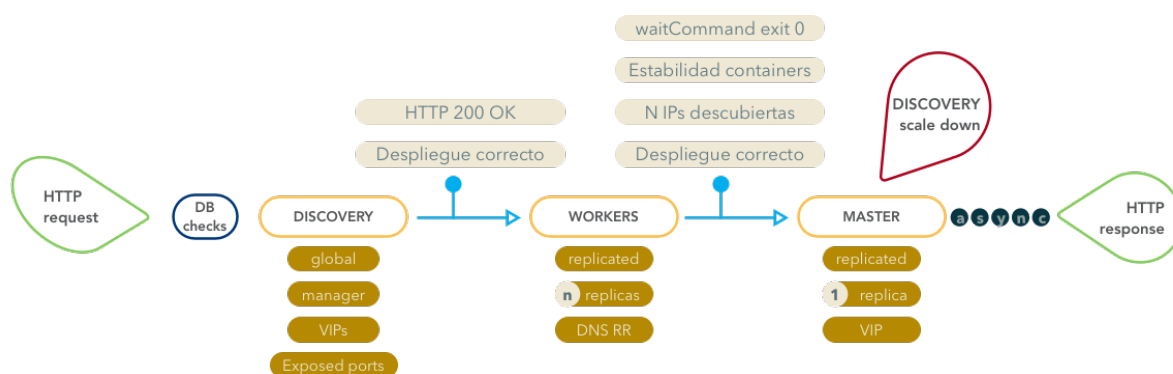 waitCommand exit 0
Estabilidad containers
HTTP 200 OK
N IPs descubiertas
Despliegue correcto
Despliegue correcto
DISCOVERY
scale down
HTTP
request
DB
checks
DISCOVERY
WORKERS
MASTER
async
HTTP
response
global
manager
VIPs
Exposed ports
replicated
n replicas
DNS RR
replicated
1 replica
VIP